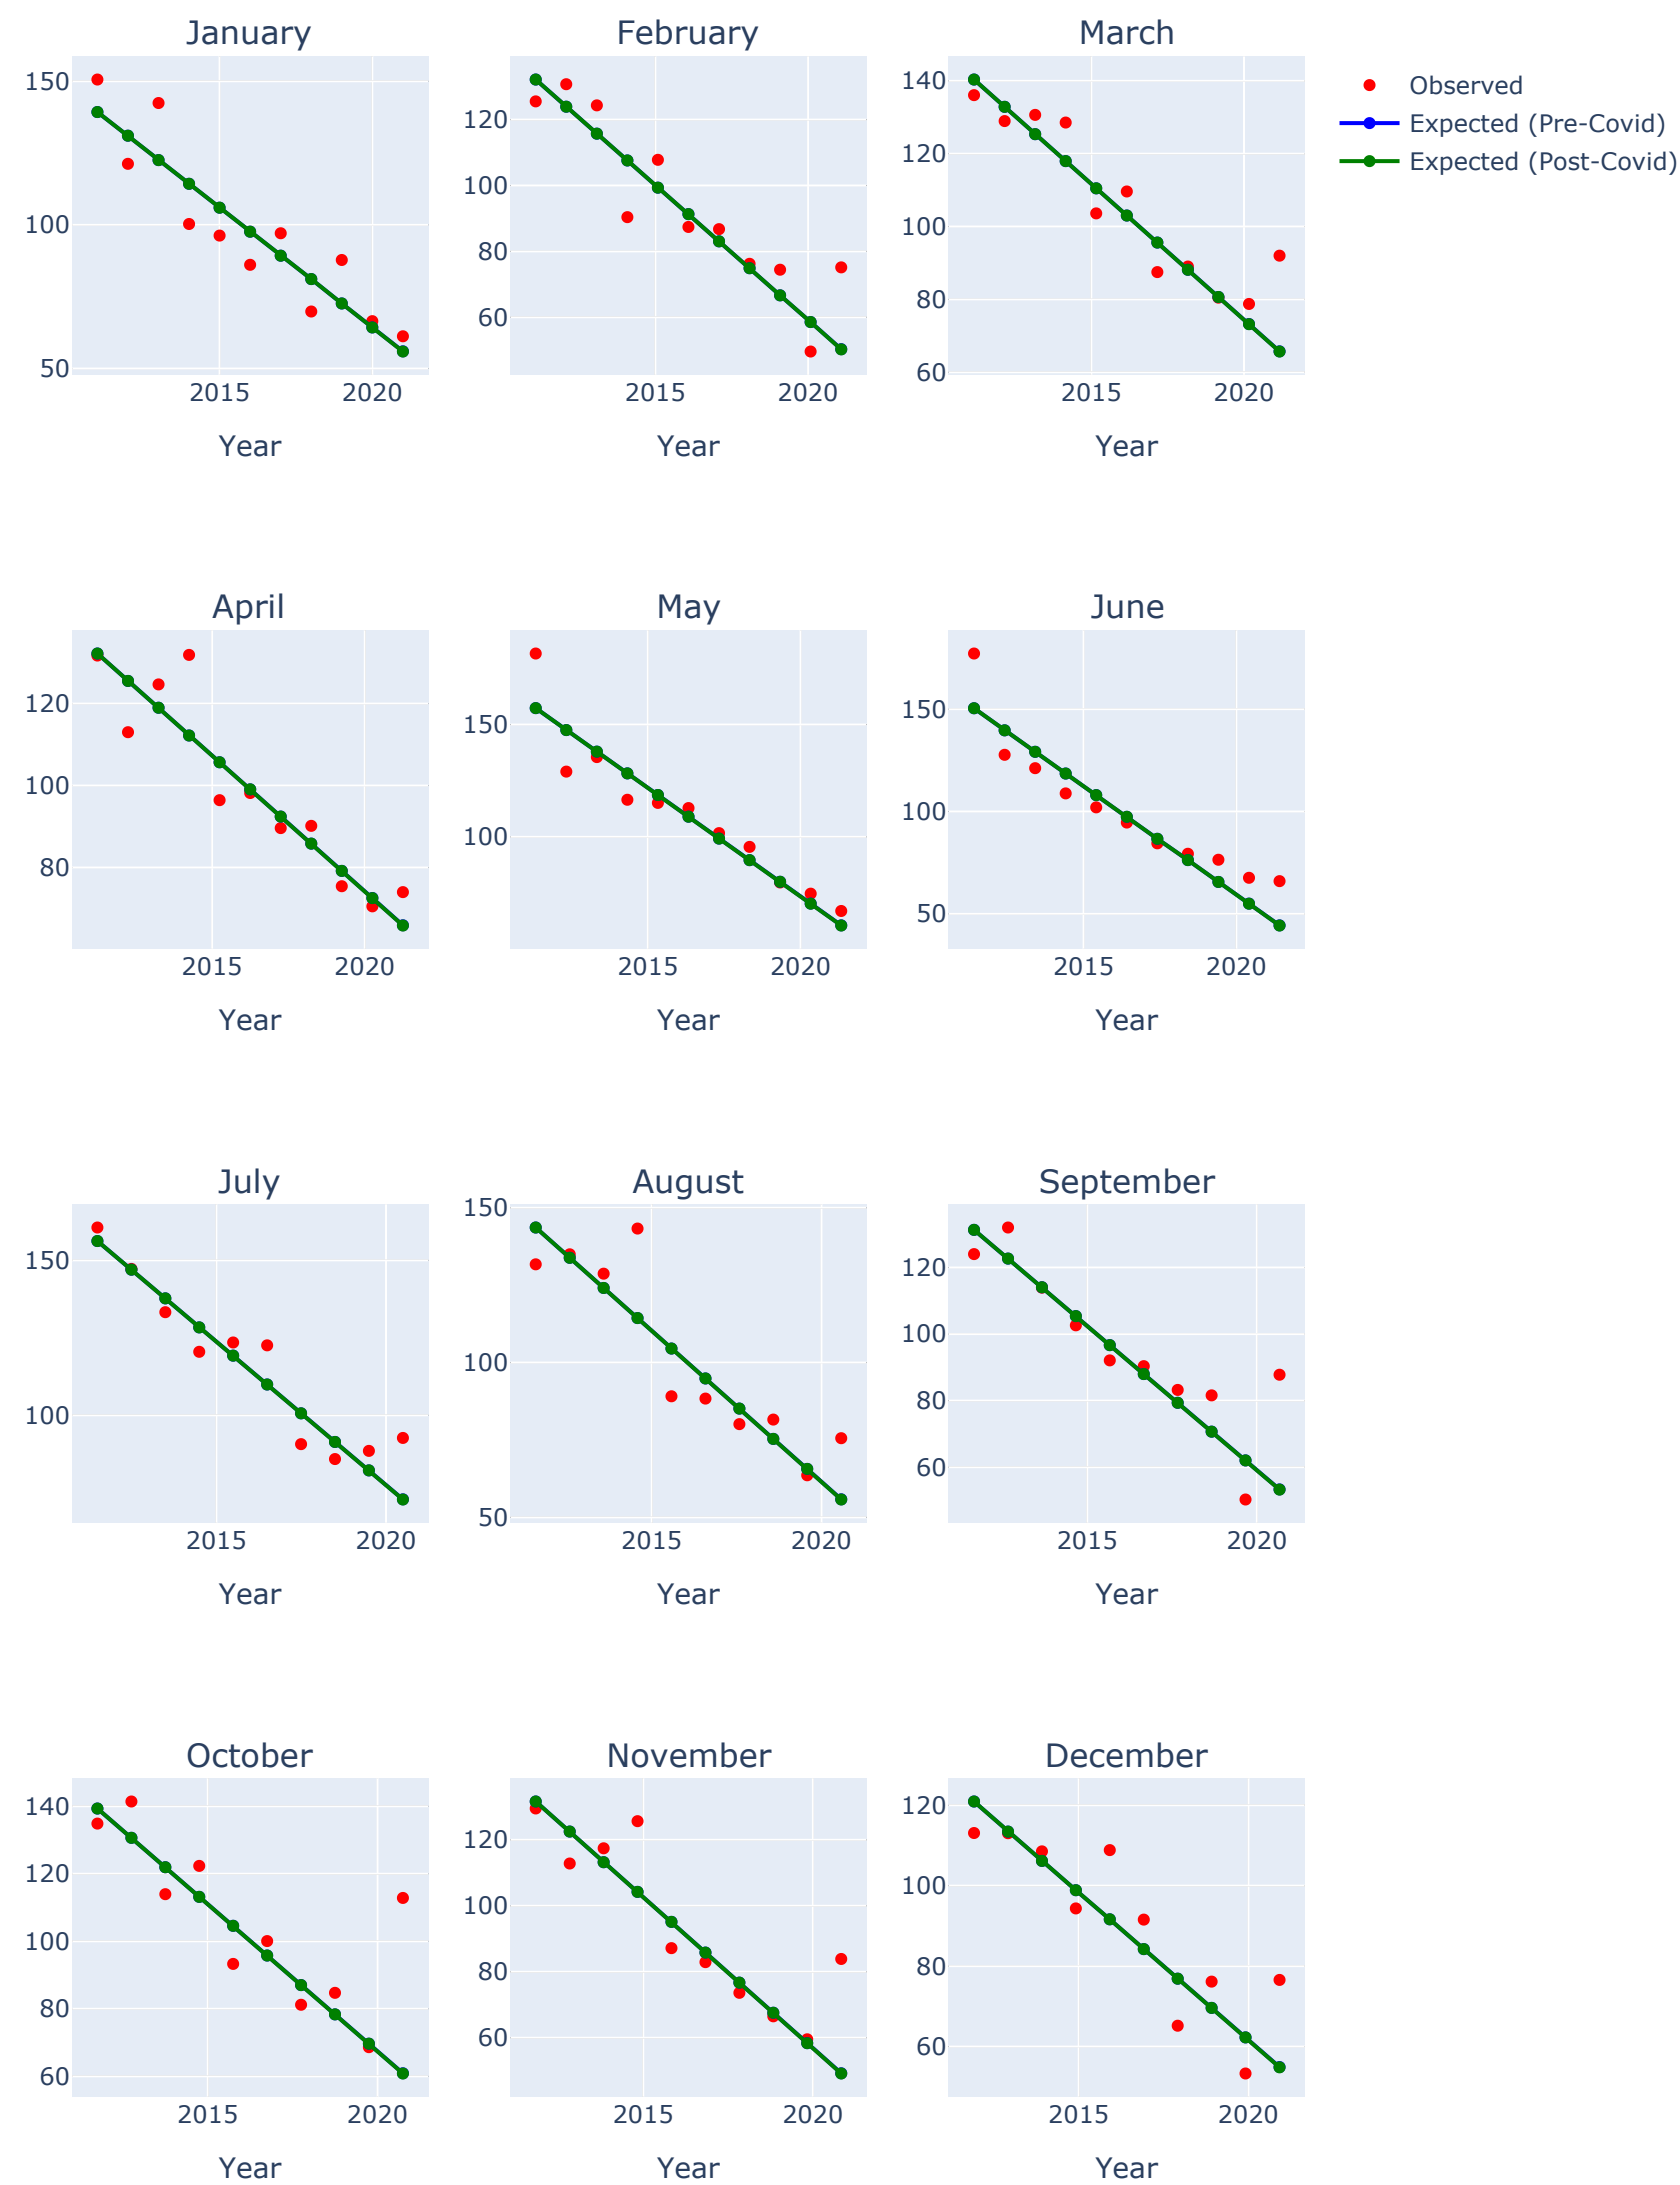 January
February
March
Observed
Expected (Pre-Covid)
Expected (Post-Covid)
150
100
50
2015
2020
Year
120
100
80
60
2015
2020
Year
140
120
100
80
60
2015
2020
Year
April
May
June
120
100
80
2015
2020
Year
150
100
2015
2020
Year
150
100
50
2015
2020
Year
July
August
September
150
100
2015
2020
Year
150
100
50
2015
2020
Year
120
100
80
60
2015
2020
Year
October
November
December
140
120
100
80
60
2015
2020
Year
120
100
80
60
2015
2020
Year
120
100
80
60
2015
2020
Year